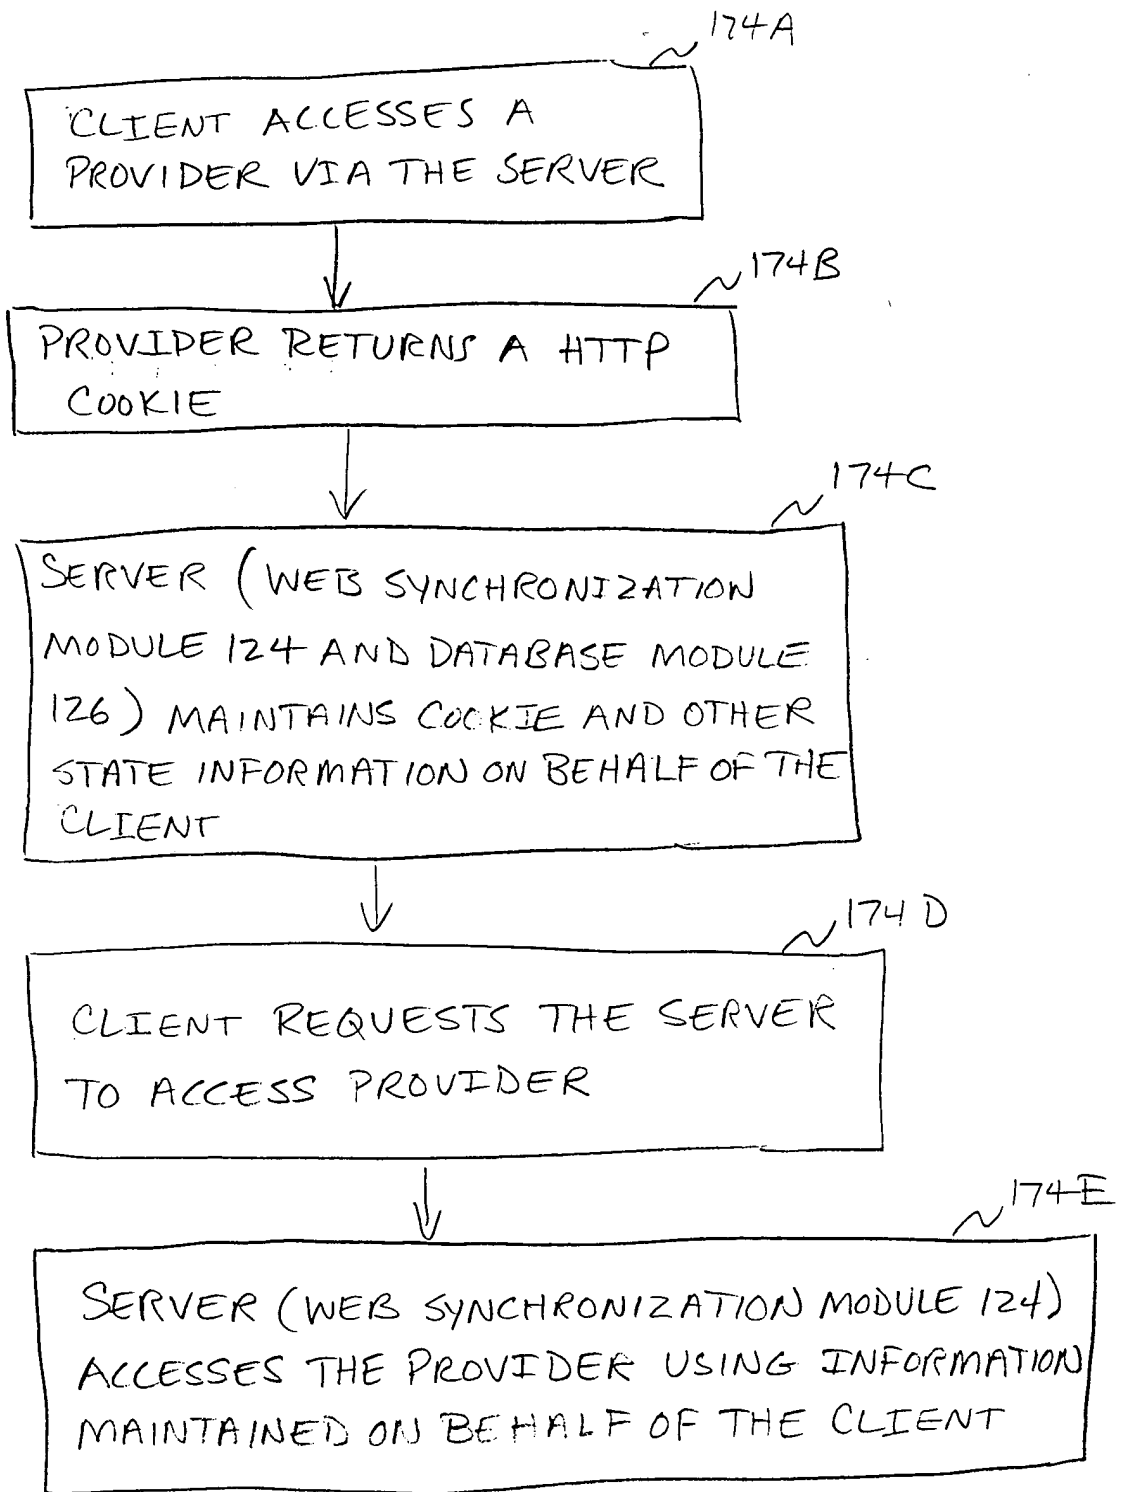 174A
CLIENT ACCESSES A
PROVIDER VIA THE SERVER
174B
PROVIDER RETURNS A HTTP
COOKIE
174C
SERVER (WEB SYNCHRONIZATION
MODULE 124 AND DATABASE MODULE
126) MAINTAINS COOKIE AND OTHER
STATE INFORMATION ON BEHALF OF THE
CLIENT
174D
CLIENT REQUESTS THE SERVER
TO ACCESS PROVIDER
174E
SERVER (WEB SYNCHRONIZATION MODULE 124)
ACCESSES THE PROVIDER USING INFORMATION
MAINTAINED ON BEHALF OF THE CLIENT